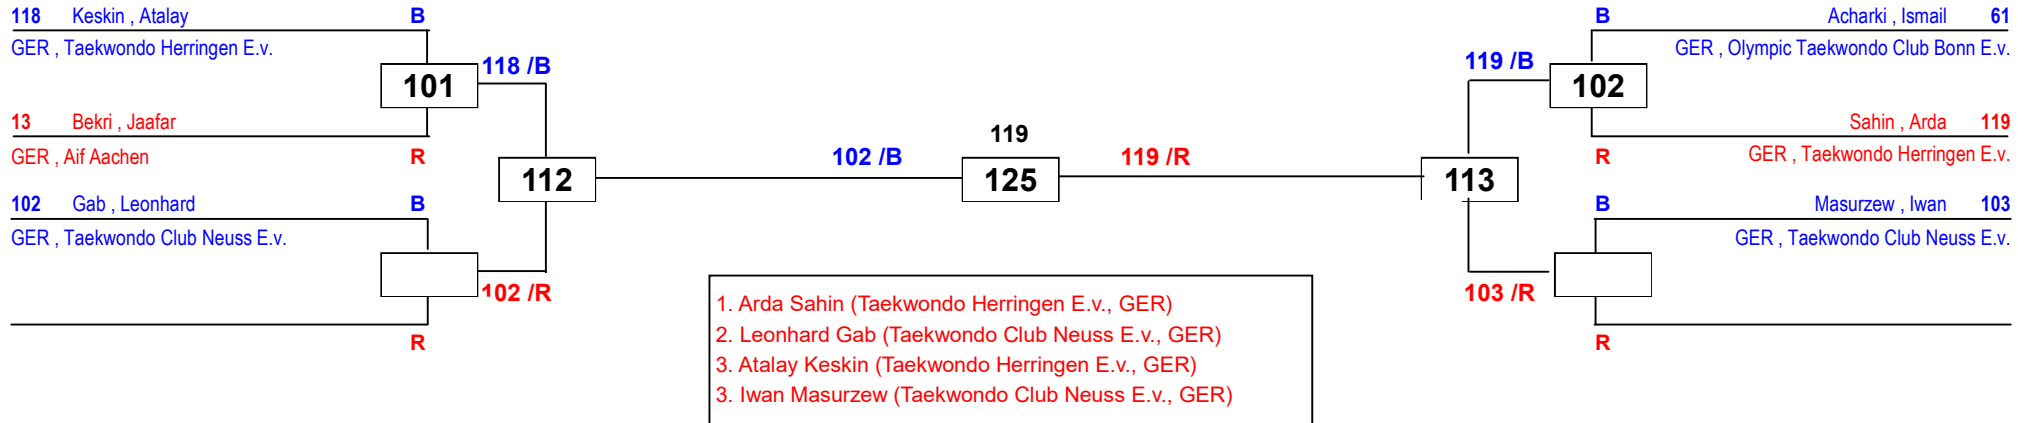 118 Keskin , Atalay B
GER , Taekwondo Herringen E.v.
101
118 /B
13 Bekri , Jaafar
GER , Aif Aachen R
112
102 Gab , Leonhard B
GER , Taekwondo Club Neuss E.v.
102 /R
R
102 /B
119
125
119 /R
B Acharki , Ismail 61
GER , Olympic Taekwondo Club Bonn E.v.
119 /B
102
Sahin , Arda 119
R GER , Taekwondo Herringen E.v.
113
B Masurzew , Iwan 103
GER , Taekwondo Club Neuss E.v.
103 /R
R
1. Arda Sahin (Taekwondo Herringen E.v., GER)
2. Leonhard Gab (Taekwondo Club Neuss E.v., GER)
3. Atalay Keskin (Taekwondo Herringen E.v., GER)
3. Iwan Masurzew (Taekwondo Club Neuss E.v., GER)